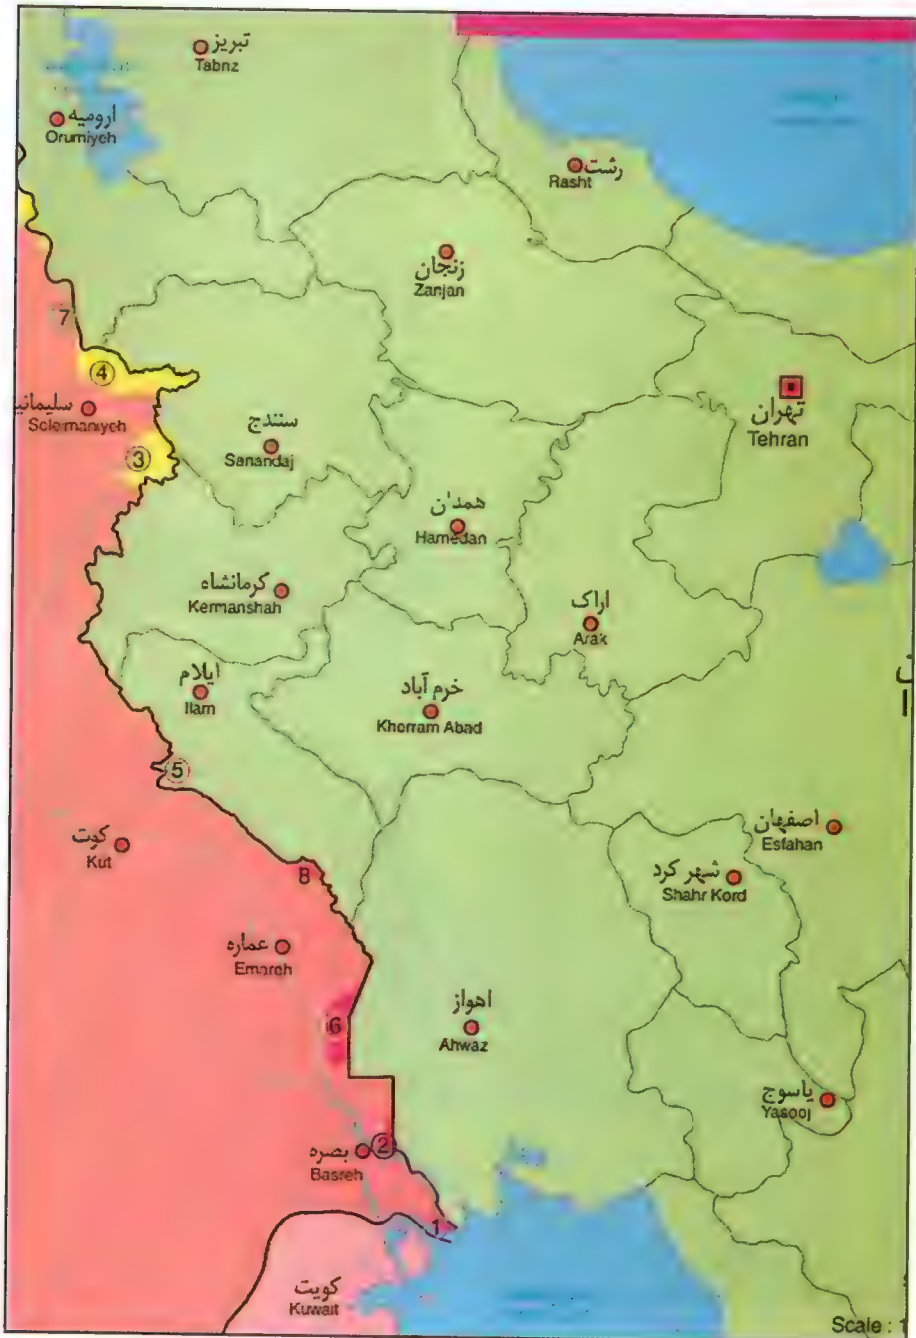 تبریز
Tabnz
ارومیه
Orumiyeh
رشت
Rasht
زنجان
Zanjan
7
4
سلیمانیه
Soleimaniyeh
تهران
Tehran
سنندج
Sanandaj
3
همدان
Hamedan
کرمانشاه
Kermanshah
اراک
Arak
ایلام
Ilam
خرم آباد
Khorram Abad
5
کوت
Kut
اصفهان
Esfahan
8
شهر کرد
Shahr Kord
عماره
Emareh
6
اهواز
Ahwaz
یاسوج
Yasooj
2
بصره
Basreh
1
کویت
Kuwait
Scale : 1